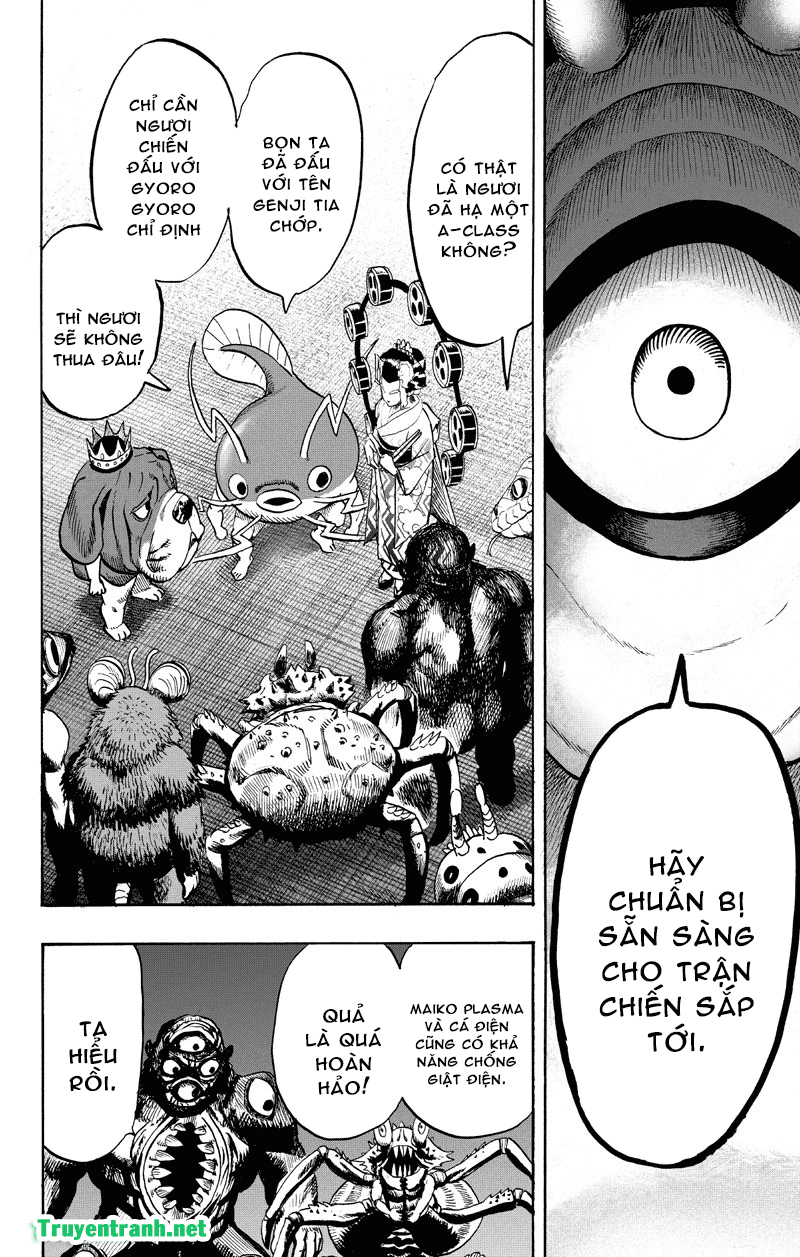 HÃY
CHUẨN BỊ
SẴN SÀNG
CHO TRẬN
CHIẾN SẮP
TỚI.
CÓ THẬT
LÀ NGƯƠI
ĐÃ HẠ MỘT
A-CLASS
KHÔNG?
BỌN TA
ĐÃ ĐẤU
VỚI TÊN
GENJI TIA
CHỚP.
CHỈ CẦN
NGƯƠI
CHIẾN
ĐẤU VỚI
GYORO
GYORO
CHỈ ĐỊNH
THÌ NGƯƠI
SẼ KHÔNG
THUA ĐÂU!
MAIKO PLASMA
VÀ CÁ ĐIỆN
CŨNG CÓ KHẢ
NĂNG CHỐNG
GIẬT ĐIỆN.
QUẢ
LÀ QUÁ
HOÀN
HẢO!
TA
HIỂU
RỒI.
Truyentranh.net